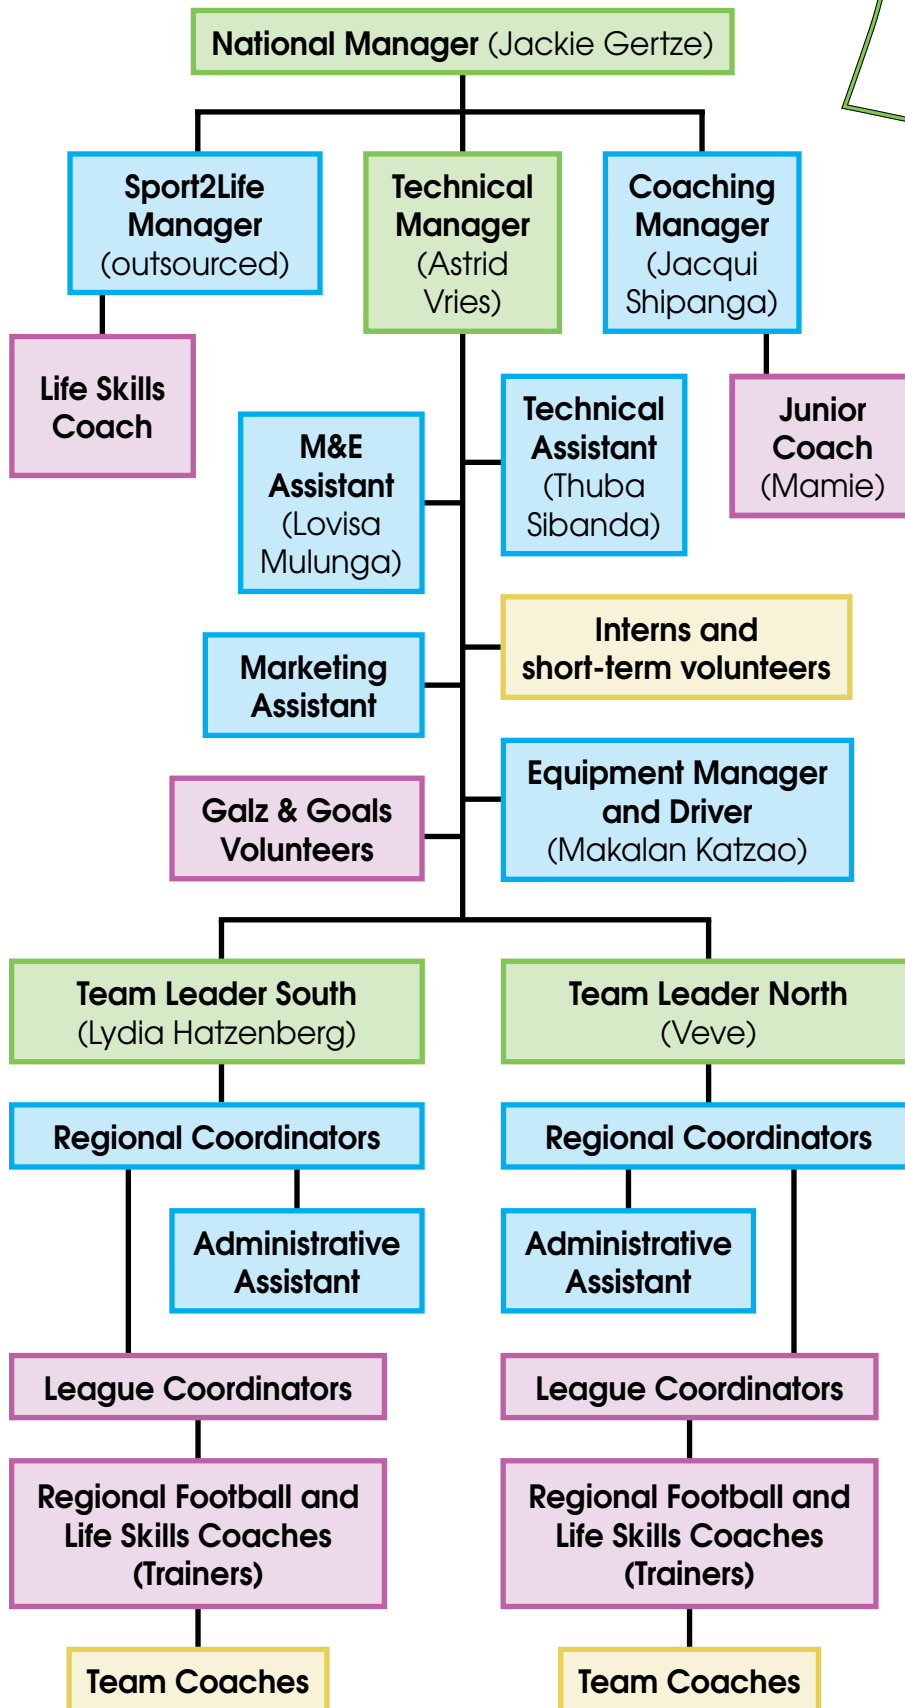 National Manager (Jackie Gertze)
Sport2Life
Manager
(outsourced)
Technical
Manager
(Astrid
Vries)
Coaching
Manager
(Jacqui
Shipanga)
Life Skills
Coach
Junior
Coach
(Mamie)
M&E
Assistant
(Lovisa
Mulunga)
Technical
Assistant
(Thuba
Sibanda)
Interns and
short-term volunteers
Marketing
Assistant
Equipment Manager
and Driver
(Makalan Katzao)
Galz & Goals
Volunteers
Team Leader South
(Lydia Hatzenberg)
Team Leader North
(Veve)
Regional Coordinators
Regional Coordinators
Administrative
Assistant
Administrative
Assistant
League Coordinators
League Coordinators
Regional Football and
Life Skills Coaches
(Trainers)
Regional Football and
Life Skills Coaches
(Trainers)
Team Coaches
Team Coaches